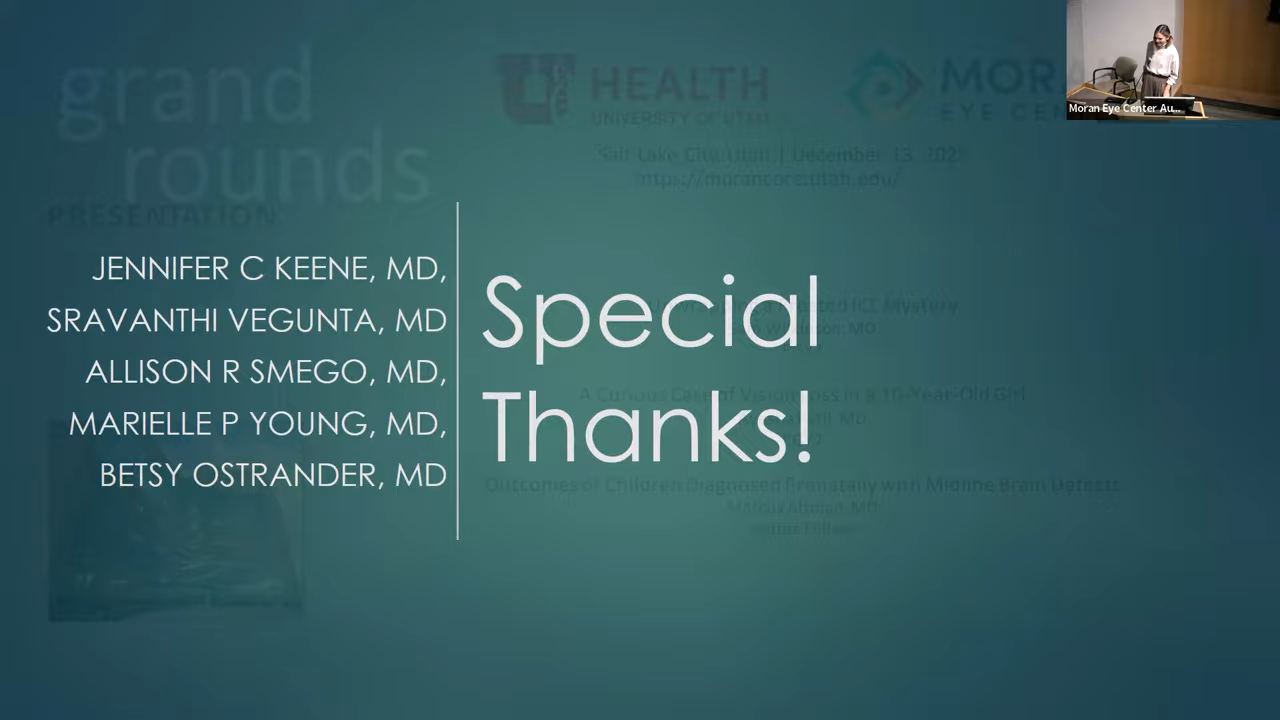 grand
rounds
PRESENTATION
HEALTH
UNIVERSITY OF UTAH
EYE
Salt Lake City, Utah | December 13,
https://morancore.utah.edu/
JENNIFER C KEENE, MD,
SRAVANTHI VEGUNTA, MD
ALLISON R SMEGO, MD,
MARIELLE P YOUNG, MD,
BETSY OSTRANDER, MD
Special
Thanks!
ICL Mystery
A Curious Case of Vision Loss in a 10-Year-Old Girl
Outcomes of Children Diagnosed Prenatally with Midline Brain Defects
Moran Eye Center Au...